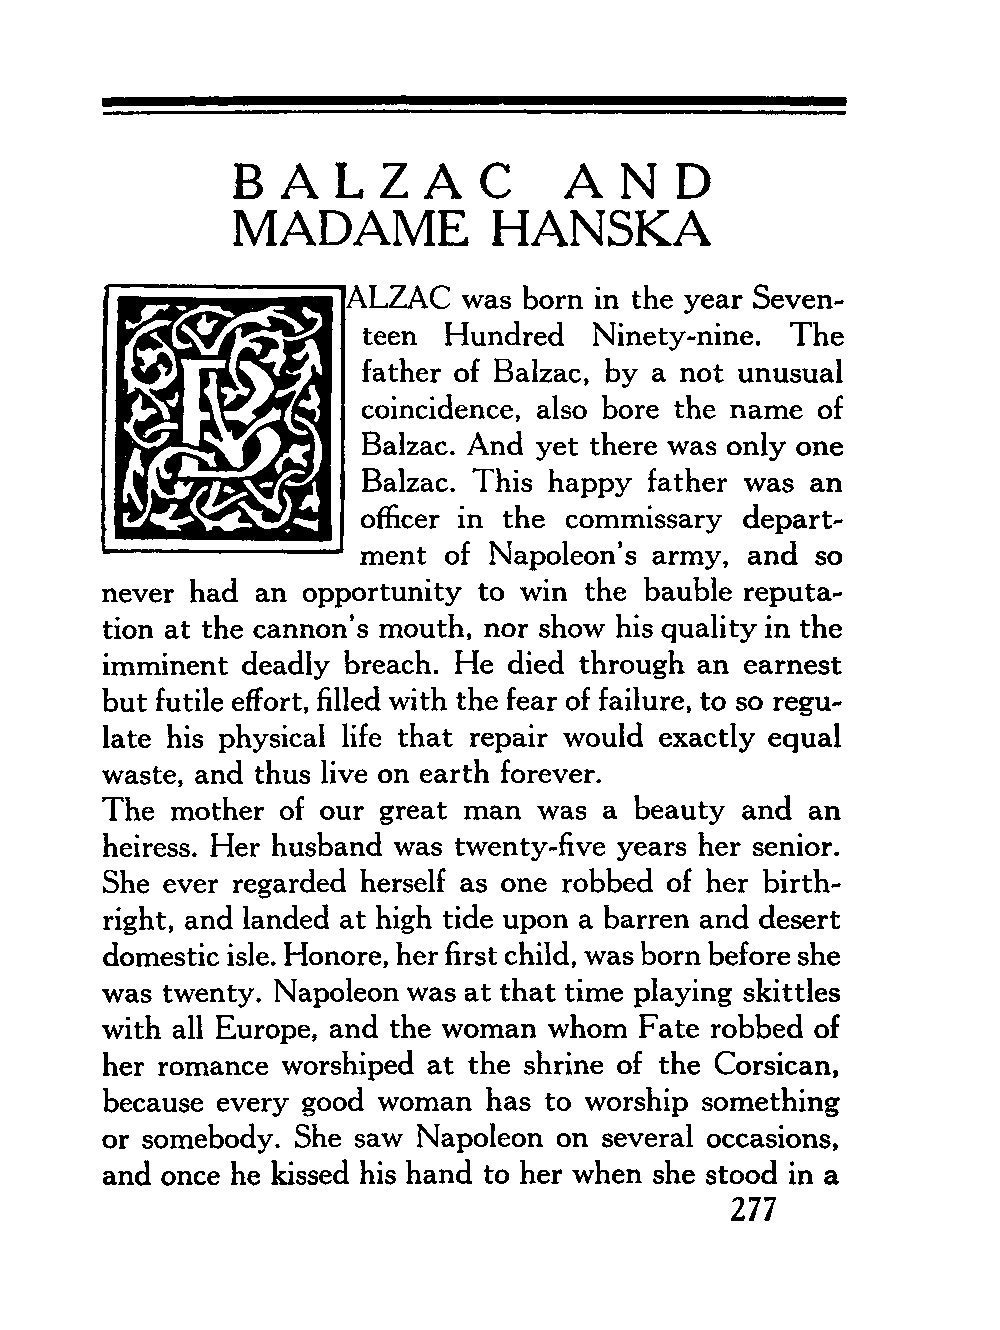 BALZAC AND
MADAME HANSKA
BALZAC was born in the year Seven-
teen Hundred Ninety-nine. The
father of Balzac, by a not unusual
coincidence, also bore the name of
Balzac. And yet there was only one
Balzac. This happy father was an
officer in the commissary depart-
ment of Napoleon's army, and so
never had an opportunity to win the bauble reputa-
tion at the cannon's mouth, nor show his quality in the
imminent deadly breach. He died through an earnest
but futile effort, filled with the fear of failure, to so regu-
late his physical life that repair would exactly equal
waste, and thus live on earth forever.
The mother of our great man was a beauty and an
heiress. Her husband was twenty-five years her senior.
She ever regarded herself as one robbed of her birth-
right, and landed at high tide upon a barren and desert
domestic isle. Honore, her first child, was born before she
was twenty. Napoleon was at that time playing skittles
with all Europe, and the woman whom Fate robbed of
her romance worshiped at the shrine of the Corsican,
because every good woman has to worship something
or somebody. She saw Napoleon on several occasions,
and once he kissed his hand to her when she stood in a
277